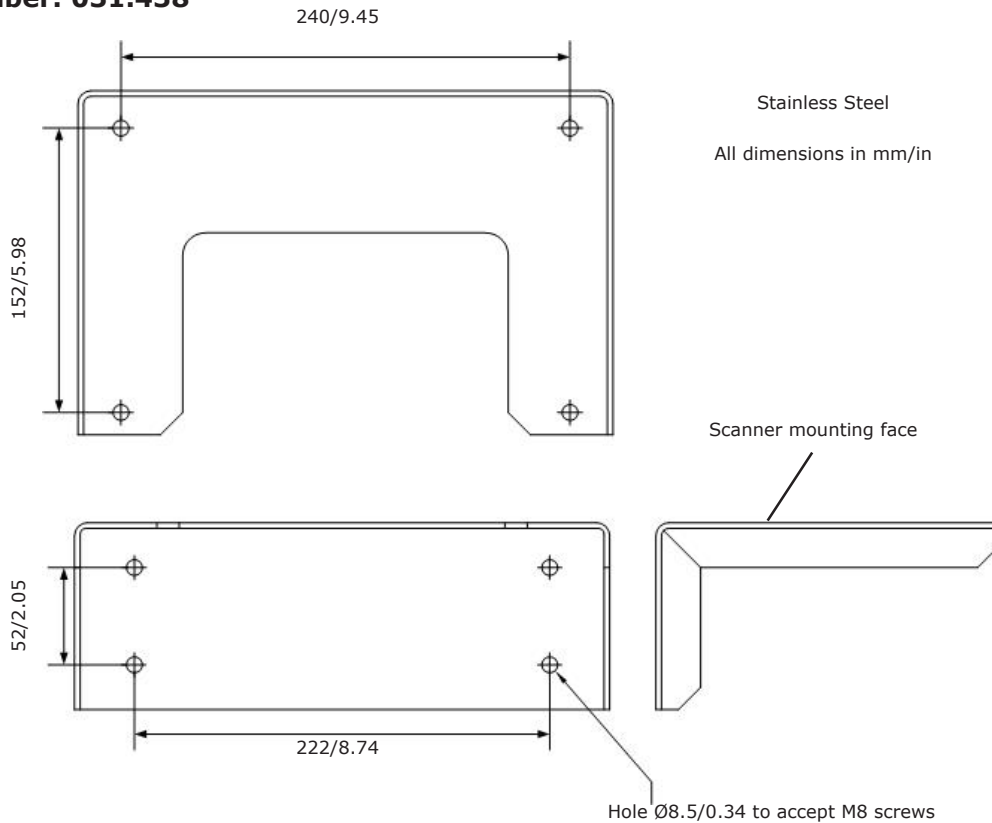 240/9.45
Stainless Steel
All dimensions in mm/in
152/5.98
Scanner mounting face
52/2.05
222/8.74
Hole Ø8.5/0.34 to accept M8 screws